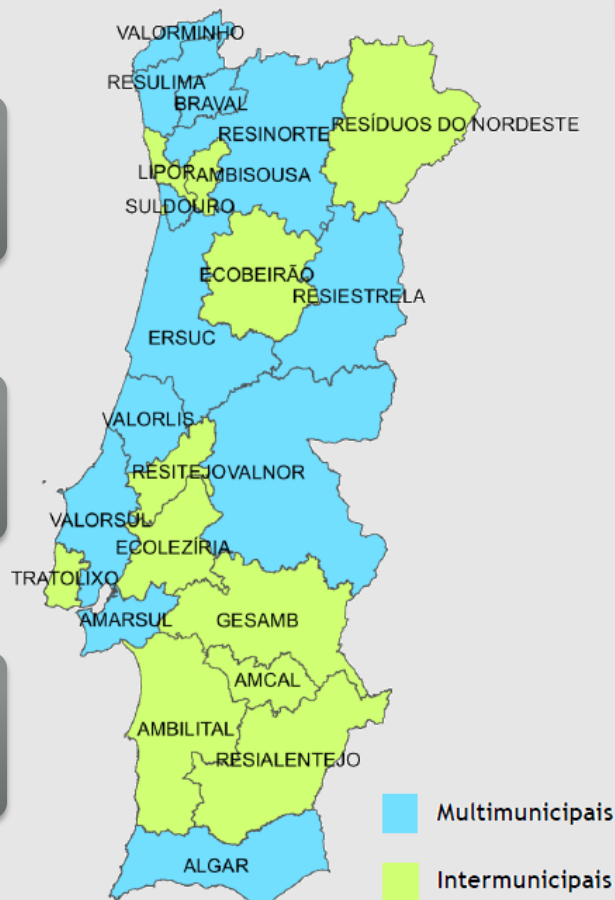 VALORMINHO
RESULIMA
BRAVAL
RESINORTE
RESÍDUOS DO NORDESTE
LIPOR
AMBISOUSA
SULDOURO
ECOBEIRÃO
RESIESTRELA
ERSUC
VALORLIS
RESITEJO
VALNOR
VALORSUL
ECOLEZÍRIA
TRATOLIXO
AMARSUL
GESAMB
AMCAL
AMBILITAL
RESIALENTEJO
ALGAR
Multimunicipais
Intermunicipais